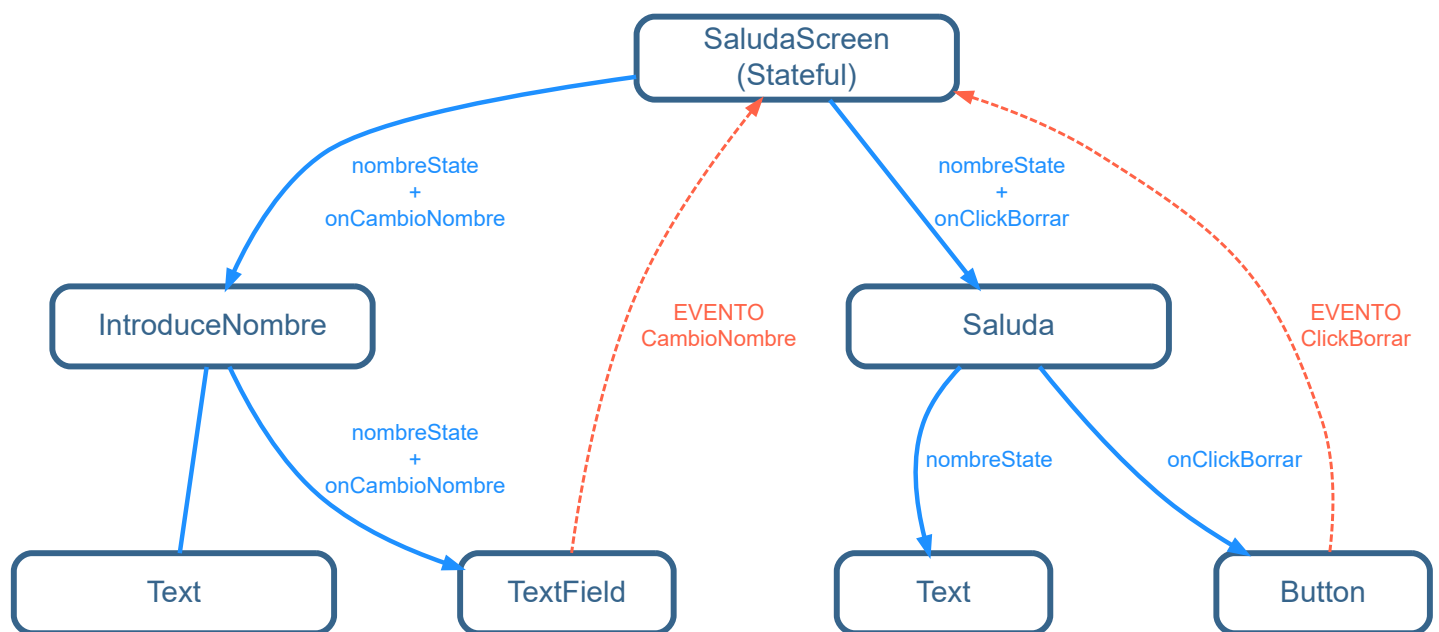 SaludaScreen
(Stateful)
nombreState
+
onCambioNombre
nombreState
+
onClickBorrar
IntroduceNombre
EVENTO
CambioNombre
Saluda
EVENTO
ClickBorrar
nombreState
+
onCambioNombre
nombreState
onClickBorrar
Text
TextField
Text
Button